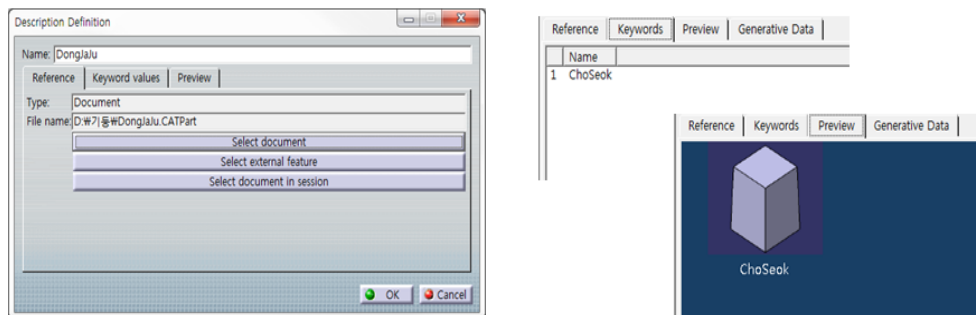 Description Definition
Name: DongJaJu
Reference Keyword values Preview
Type: Document
File name: D:₩기둥₩DongJaJu.CATPart
Select document
Select external feature
Select document in session
OK Cancel
Reference Keywords Preview Generative Data
Name
1 ChoSeok
Reference Keywords Preview Generative Data
ChoSeok